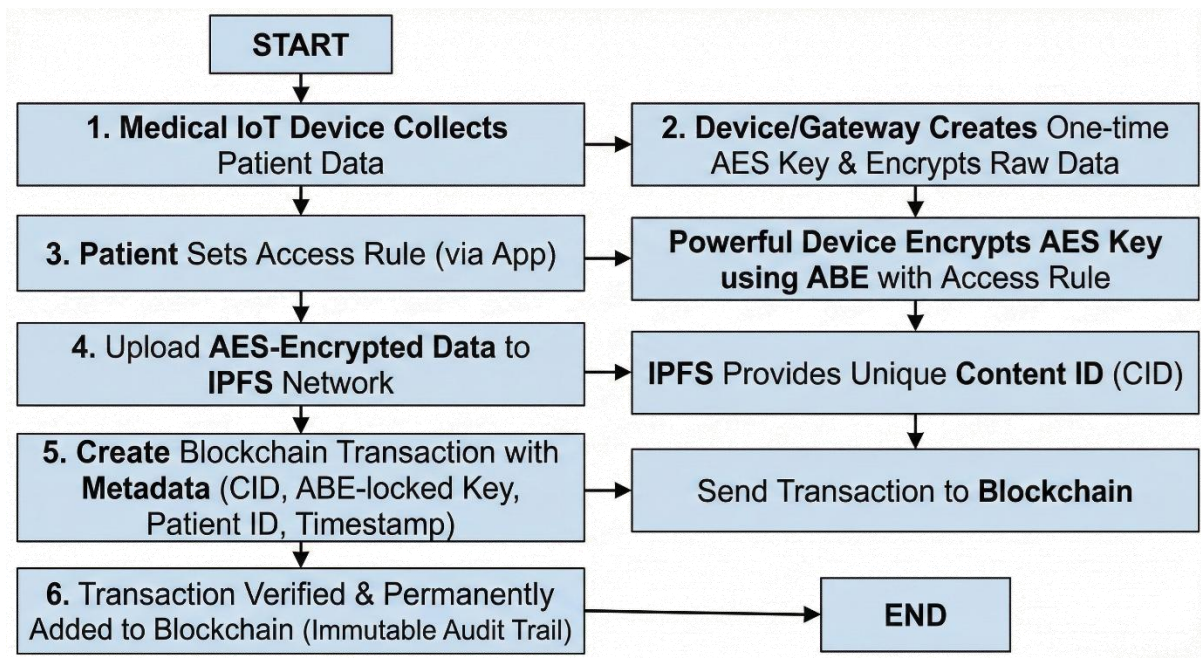 START
1. Medical IoT Device Collects
Patient Data
2. Device/Gateway Creates One-time
AES Key & Encrypts Raw Data
3. Patient Sets Access Rule (via App)
Powerful Device Encrypts AES Key
using ABE with Access Rule
4. Upload AES-Encrypted Data to
IPFS Network
IPFS Provides Unique Content ID (CID)
5. Create Blockchain Transaction with
Metadata (CID, ABE-locked Key,
Patient ID, Timestamp)
Send Transaction to Blockchain
6. Transaction Verified & Permanently
Added to Blockchain (Immutable Audit Trail)
END